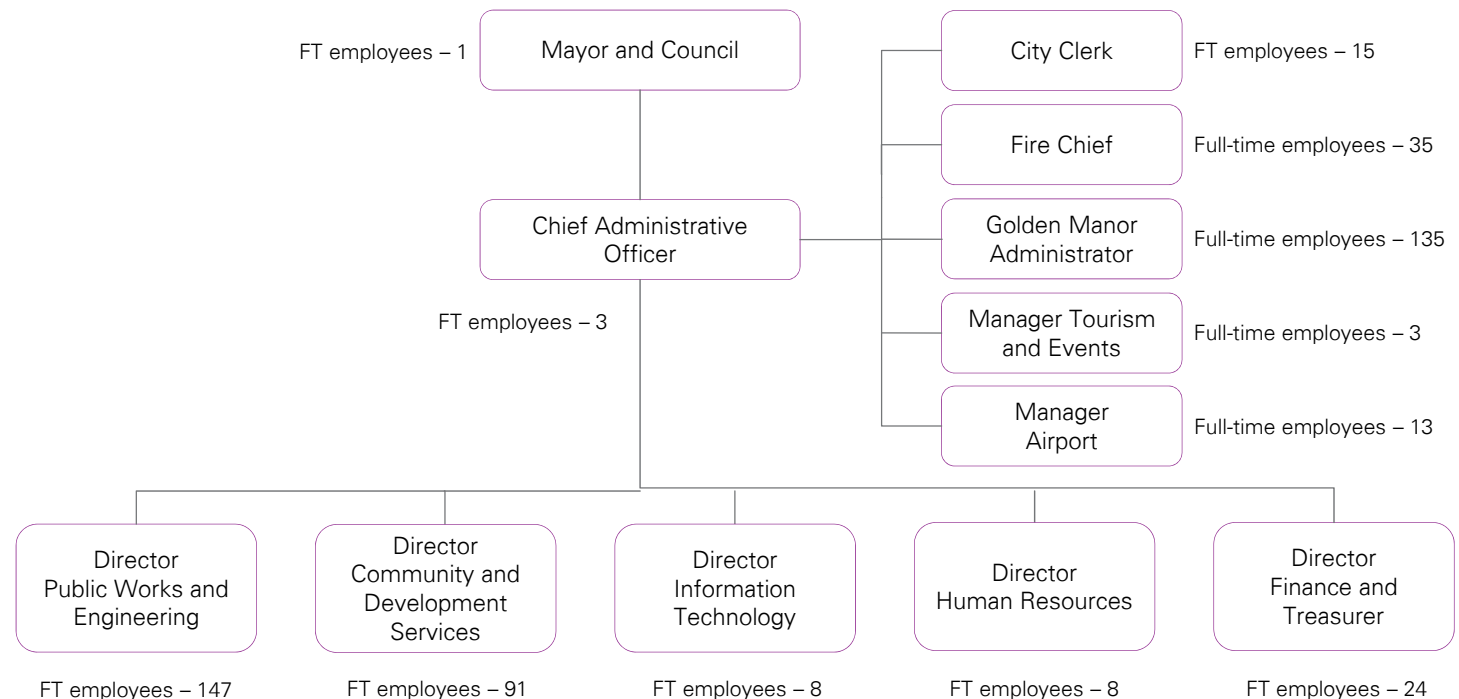 FT employees – 1
Mayor and Council
City Clerk
FT employees – 15
Fire Chief
Full-time employees – 35
Chief Administrative
Officer
Golden Manor
Administrator
Full-time employees – 135
FT employees – 3
Manager Tourism
and Events
Full-time employees – 3
Manager
Airport
Full-time employees – 13
Director
Public Works and
Engineering
Director
Community and
Development
Services
Director
Information
Technology
Director
Human Resources
Director
Finance and
Treasurer
FT employees – 147
FT employees – 91
FT employees – 8
FT employees – 8
FT employees – 24